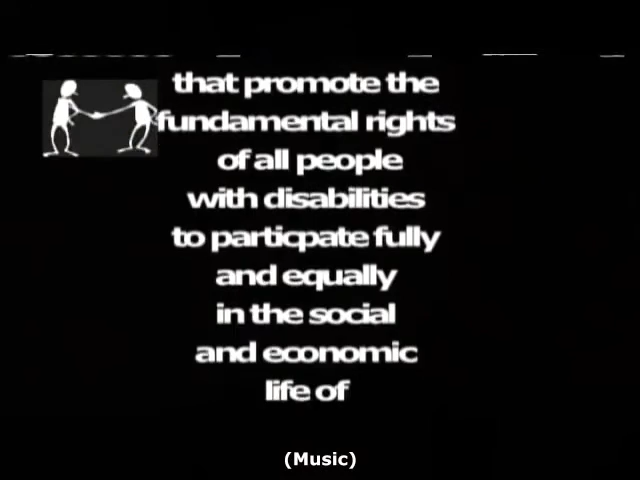 that promote the
fundamental rights
of all people
with disabilities
to particpate fully
and equally
in the social
and economic
life of
(Music)